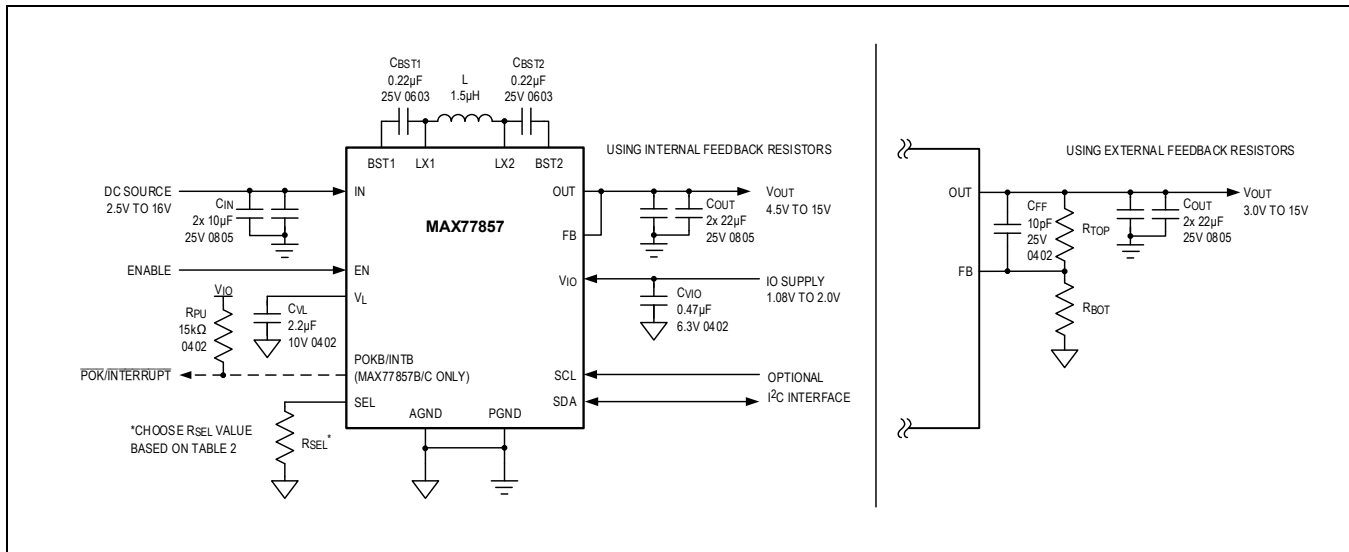 CBST1
0.22µF
25V 0603
L
1.5µH
CBST2
0.22µF
25V 0603
BST1
LX1
LX2
BST2
USING INTERNAL FEEDBACK RESISTORS
DC SOURCE
2.5V TO 16V
CIN
2x 10µF
25V 0805
IN
MAX77857
OUT
FB
COUT
2x 22µF
25V 0805
VOUT
4.5V TO 15V
ENABLE
EN
VIO
IO SUPPLY
1.08V TO 2.0V
CVIO
0.47µF
6.3V 0402
VIO
RPU
15kΩ
0402
CVL
2.2µF
10V 0402
VL
POK/INTERRUPT
POKB/INTB
(MAX77857B/C ONLY)
SCL
SDA
OPTIONAL
I2C INTERFACE
SEL
*CHOOSE RSEL VALUE
BASED ON TABLE 2
RSEL*
AGND
PGND
USING EXTERNAL FEEDBACK RESISTORS
OUT
FB
CFF
10pF
25V
0402
RTOP
RBOT
COUT
2x 22µF
25V 0805
VOUT
3.0V TO 15V